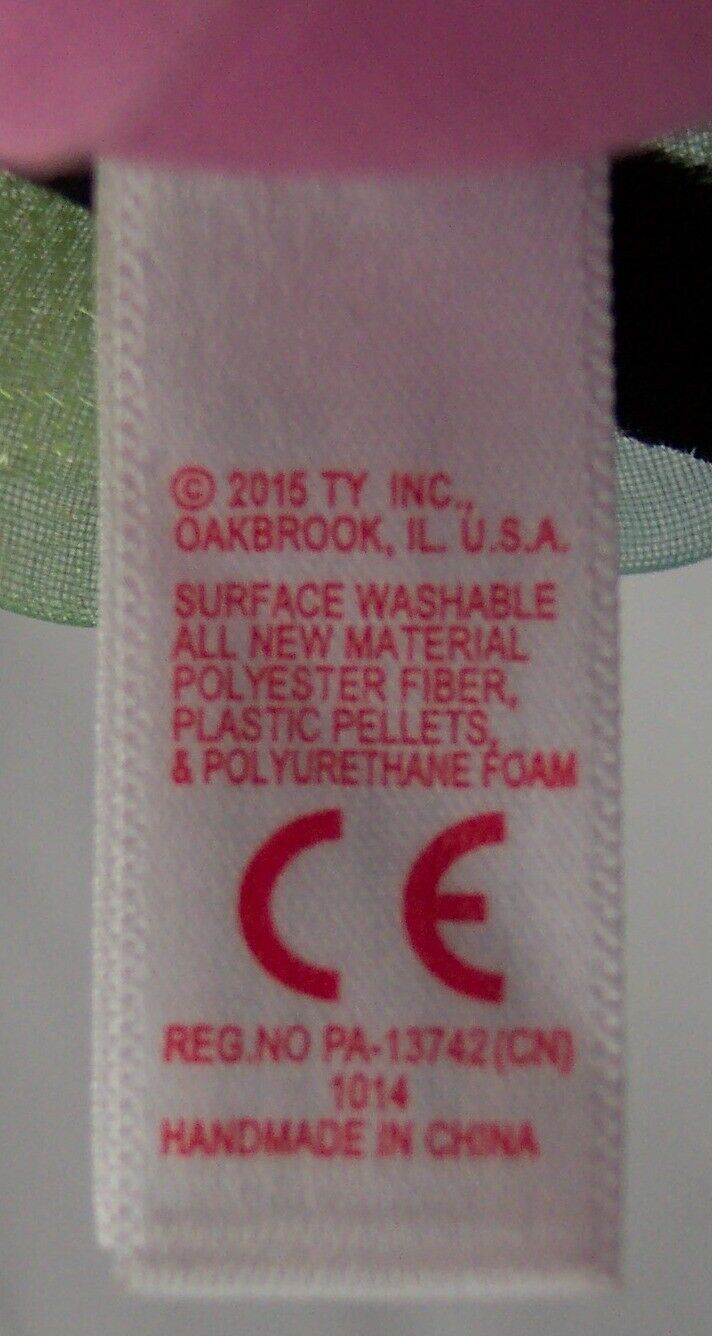 © 2015 TY INC.,
OAKBROOK, IL. U.S.A.
SURFACE WASHABLE
ALL NEW MATERIAL
POLYESTER FIBER,
PLASTIC PELLETS,
& POLYURETHANE FOAM
CE
REG.NO PA-13742(CN)
1014
HANDMADE IN CHINA